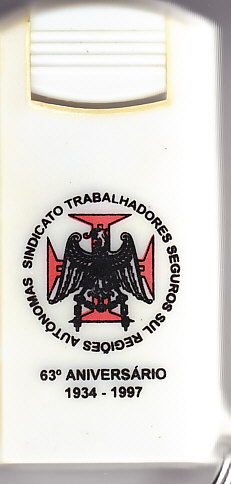 SINDICATO TRABALHADORES SEGUROS SUL REGIÕES AUTÓNOMAS
63º ANIVERSÁRIO
1934 - 1997